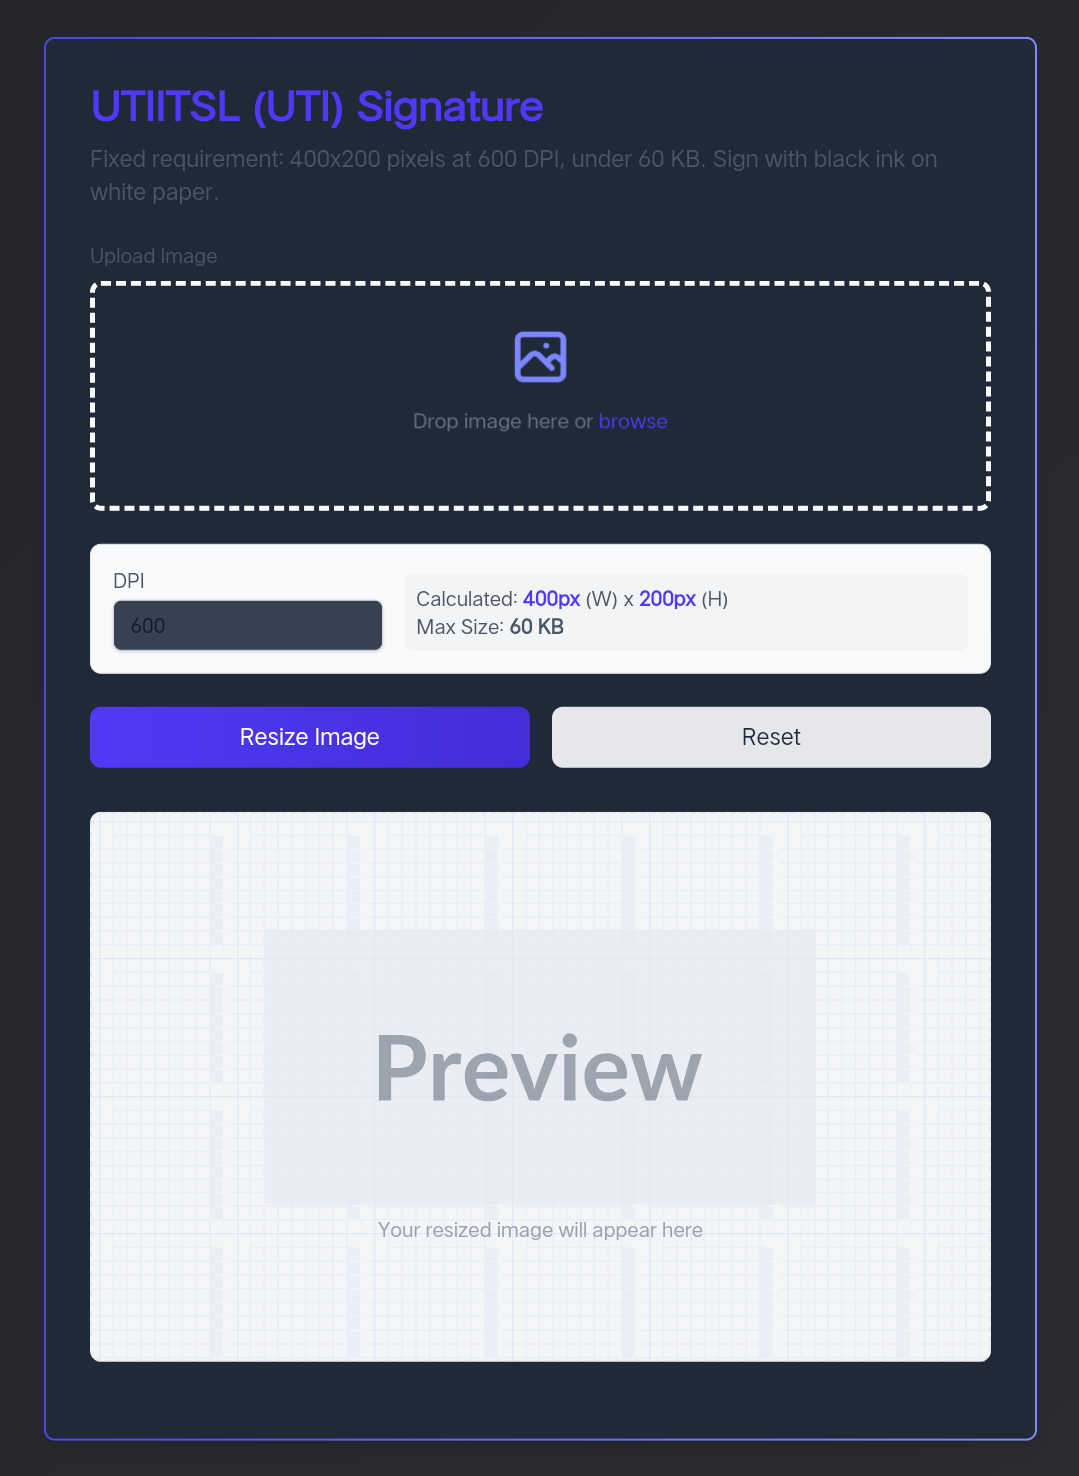 UTIITSL (UTI) Signature
Fixed requirement: 400x200 pixels at 600 DPI, under 60 KB. Sign with black ink on
white paper.
Upload Image
Drop image here or browse
DPI
600
Calculated: 400px (W) x 200px (H)
Max Size: 60 KB
Resize Image
Reset
Preview
Your resized image will appear here